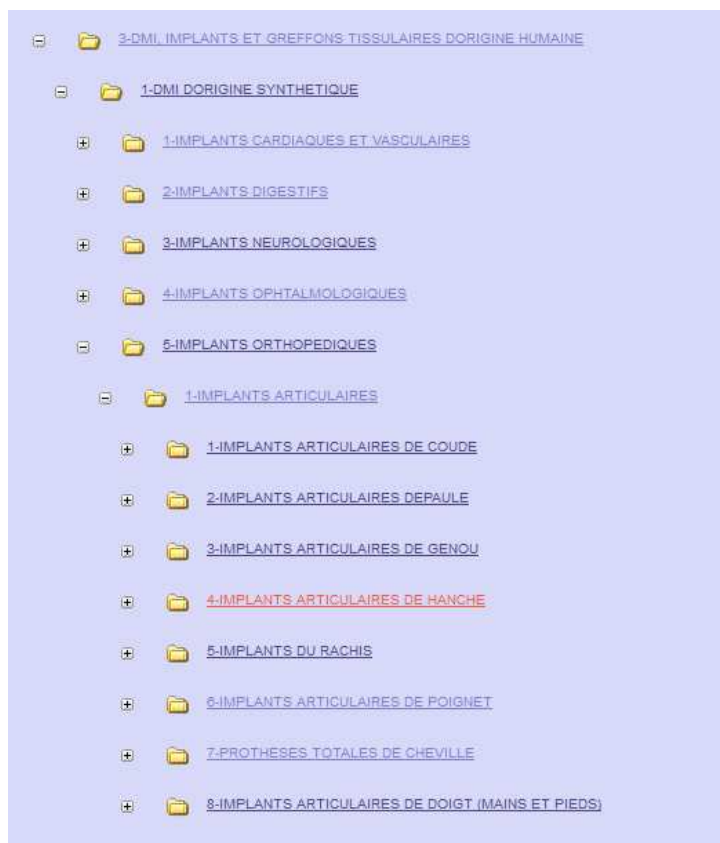 3-DMI, IMPLANTS ET GREFFONS TISSULAIRES DORIGINE HUMAINE
1-DMI DORIGINE SYNTHETIQUE
1-IMPLANTS CARDIAQUES ET VASCULAIRES
2-IMPLANTS DIGESTIFS
3-IMPLANTS NEUROLOGIQUES
4-IMPLANTS OPHTALMOLOGIQUES
5-IMPLANTS ORTHOPEDIQUES
1-IMPLANTS ARTICULAIRES
1-IMPLANTS ARTICULAIRES DE COUDE
2-IMPLANTS ARTICULAIRES DEPAULE
3-IMPLANTS ARTICULAIRES DE GENOU
4-IMPLANTS ARTICULAIRES DE HANCHE
5-IMPLANTS DU RACHIS
6-IMPLANTS ARTICULAIRES DE POIGNET
7-PROTHESES TOTALES DE CHEVILLE
8-IMPLANTS ARTICULAIRES DE DOIGT (MAINS ET PIEDS)